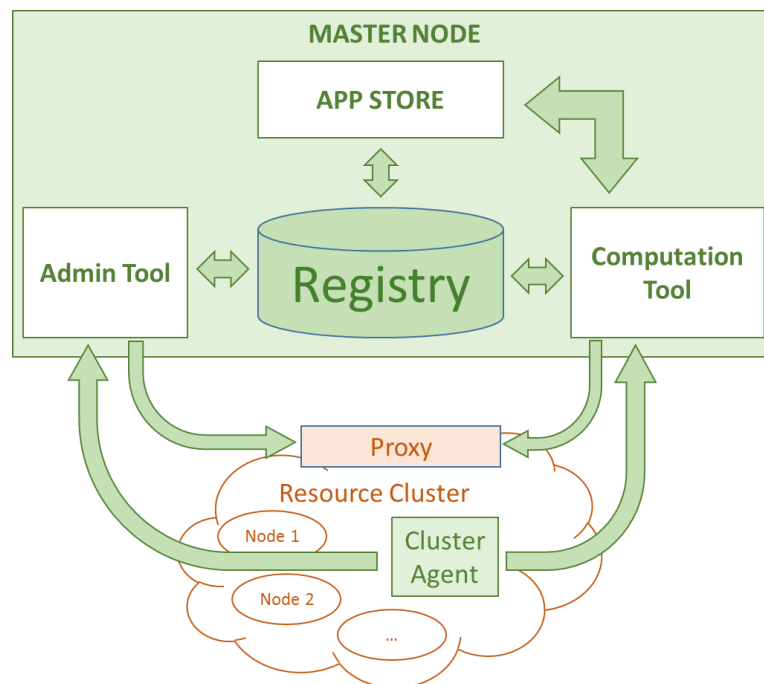 MASTER NODE
APP STORE
Admin Tool
Registry
Computation
Tool
Proxy
Resource Cluster
Node 1
Cluster
Agent
Node 2
...